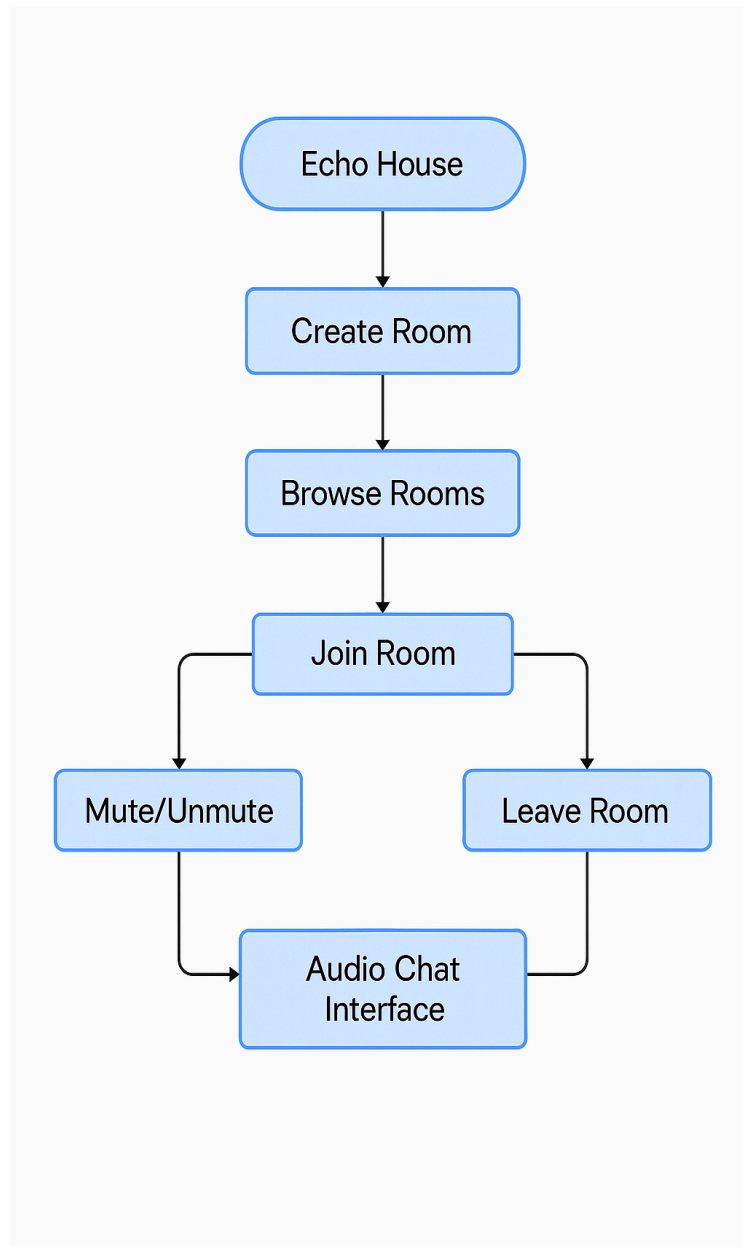 Echo House
Create Room
Browse Rooms
Join Room
Mute/Unmute
Leave Room
Audio Chat
Interface